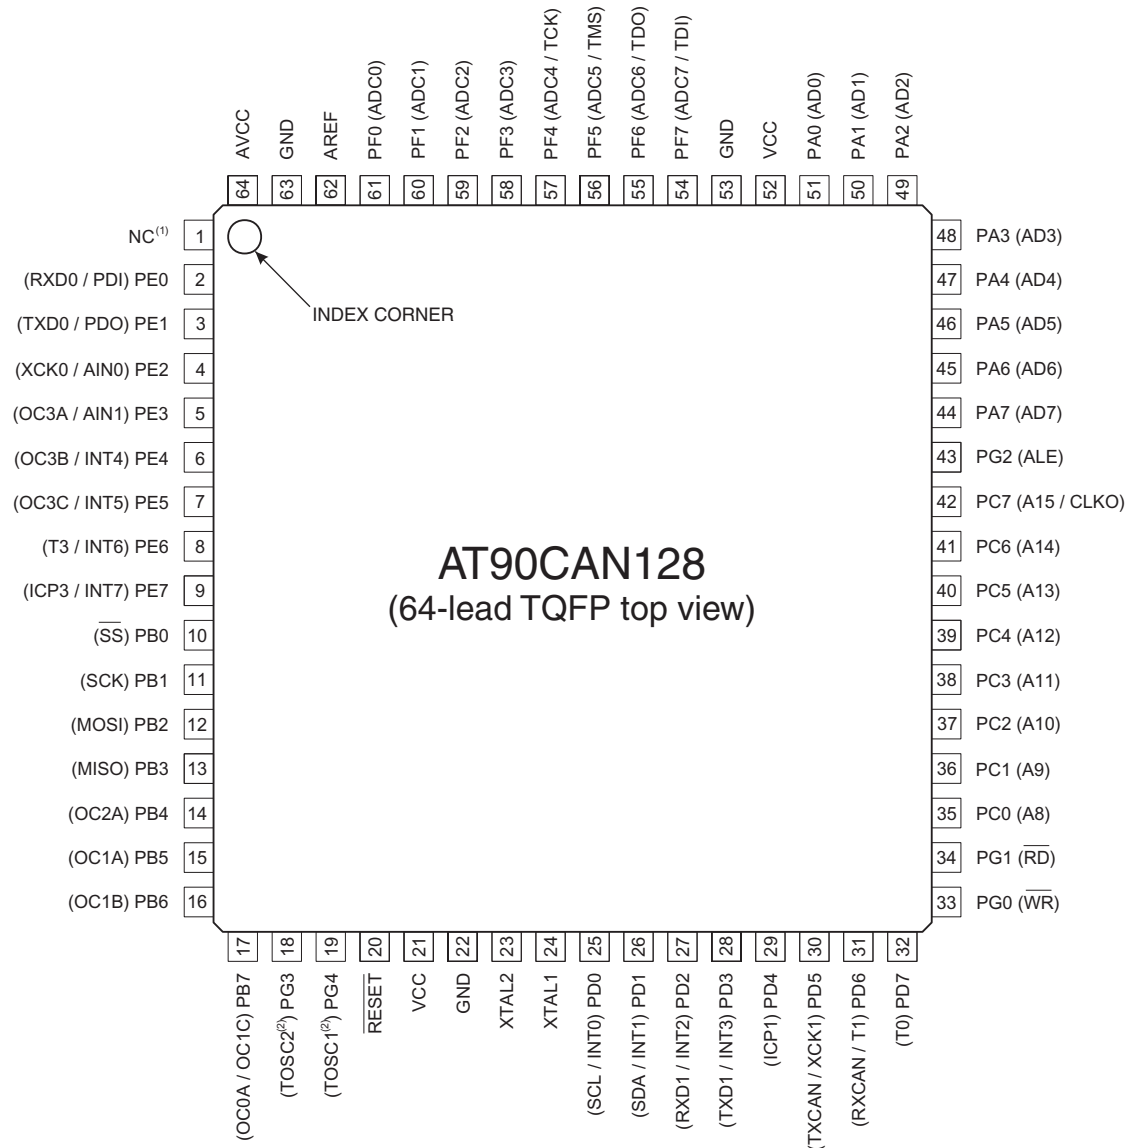 AVCC
GND
AREF
PF0 (ADC0)
PF1 (ADC1)
PF2 (ADC2)
PF3 (ADC3)
PF4 (ADC4 / TCK)
PF5 (ADC5 / TMS)
PF6 (ADC6 / TDO)
PF7 (ADC7 / TDI)
GND
VCC
PA0 (AD0)
PA1 (AD1)
PA2 (AD2)
64
63
62
61
60
59
58
57
56
55
54
53
52
51
50
49
NC(1) 1
(RXD0 / PDI) PE0 2
(TXD0 / PDO) PE1 3
(XCK0 / AIN0) PE2 4
(OC3A / AIN1) PE3 5
(OC3B / INT4) PE4 6
(OC3C / INT5) PE5 7
(T3 / INT6) PE6 8
(ICP3 / INT7) PE7 9
(SS) PB0 10
(SCK) PB1 11
(MOSI) PB2 12
(MISO) PB3 13
(OC2A) PB4 14
(OC1A) PB5 15
(OC1B) PB6 16
INDEX CORNER
AT90CAN128
(64-lead TQFP top view)
48 PA3 (AD3)
47 PA4 (AD4)
46 PA5 (AD5)
45 PA6 (AD6)
44 PA7 (AD7)
43 PG2 (ALE)
42 PC7 (A15 / CLKO)
41 PC6 (A14)
40 PC5 (A13)
39 PC4 (A12)
38 PC3 (A11)
37 PC2 (A10)
36 PC1 (A9)
35 PC0 (A8)
34 PG1 (RD)
33 PG0 (WR)
17
18
19
20
21
22
23
24
25
26
27
28
29
30
31
32
(OC0A / OC1C) PB7
(TOSC2(2)) PG3
(TOSC1(2)) PG4
RESET
VCC
GND
XTAL2
XTAL1
(SCL / INT0) PD0
(SDA / INT1) PD1
(RXD1 / INT2) PD2
(TXD1 / INT3) PD3
(ICP1) PD4
(TXCAN / XCK1) PD5
(RXCAN / T1) PD6
(T0) PD7